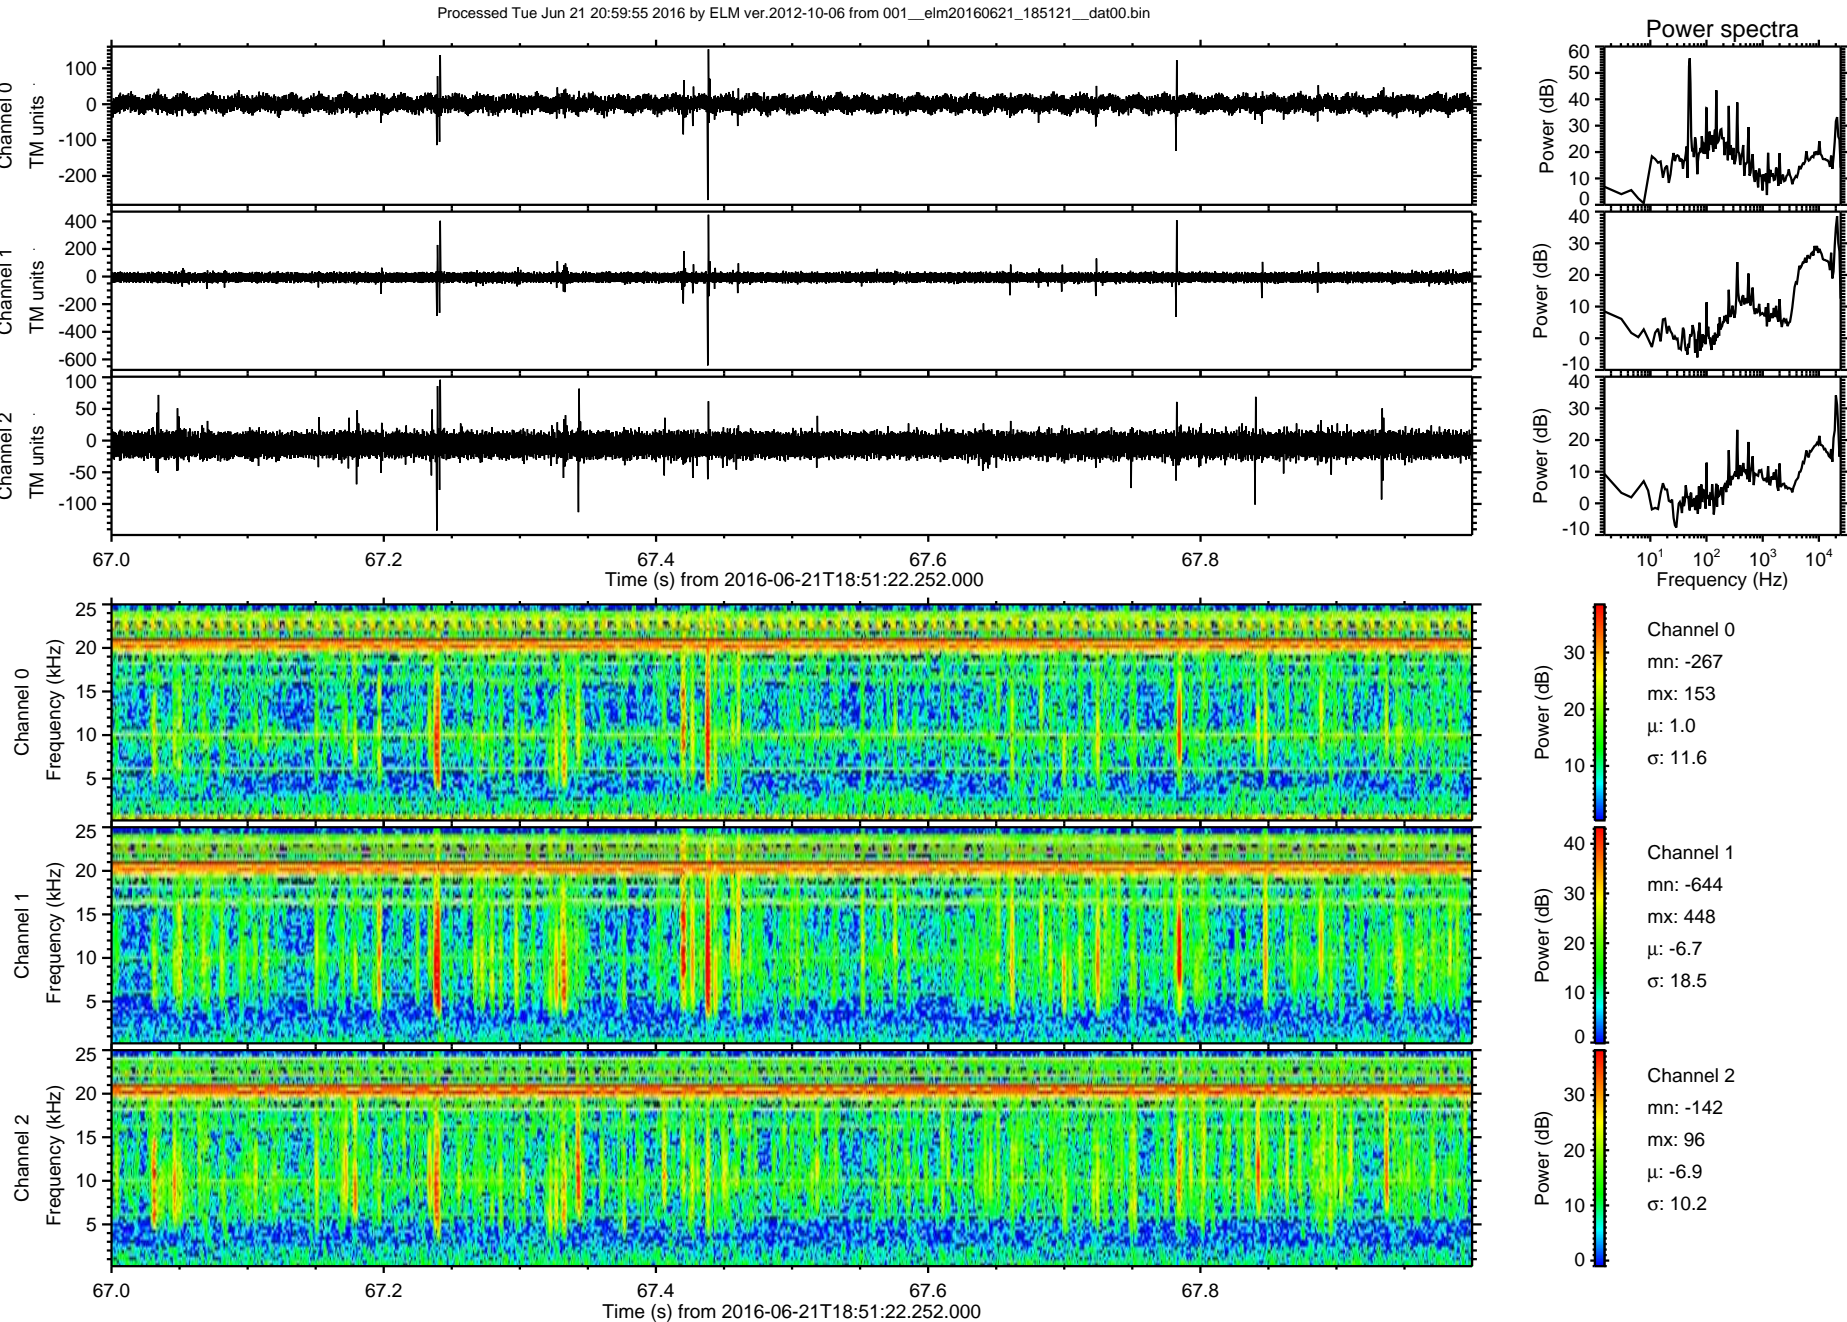 Processed Tue Jun 21 20:59:55 2016 by ELM ver.2012-10-06 from 001__elm20160621_185121__dat00.bin
Power spectra
Channel 0
TM units
100
0
-100
-200
Power (dB)
60
50
40
30
20
10
0
Channel 1
TM units
400
200
0
-200
-400
-600
Power (dB)
40
30
20
10
0
-10
Channel 2
TM units
100
50
0
-50
-100
Power (dB)
40
30
20
10
0
-10
67.0 67.2 67.4 67.6 67.8
Time (s) from 2016-06-21T18:51:22.252.000
10^1 10^2 10^3 10^4
Frequency (Hz)
Channel 0
Frequency (kHz)
25
20
15
10
5
Power (dB)
30
20
10
Channel 0
mn: -267
mx: 153
μ: 1.0
σ: 11.6
Channel 1
Frequency (kHz)
25
20
15
10
5
Power (dB)
40
30
20
10
0
Channel 1
mn: -644
mx: 448
μ: -6.7
σ: 18.5
Channel 2
Frequency (kHz)
25
20
15
10
5
Power (dB)
30
20
10
0
Channel 2
mn: -142
mx: 96
μ: -6.9
σ: 10.2
67.0 67.2 67.4 67.6 67.8
Time (s) from 2016-06-21T18:51:22.252.000